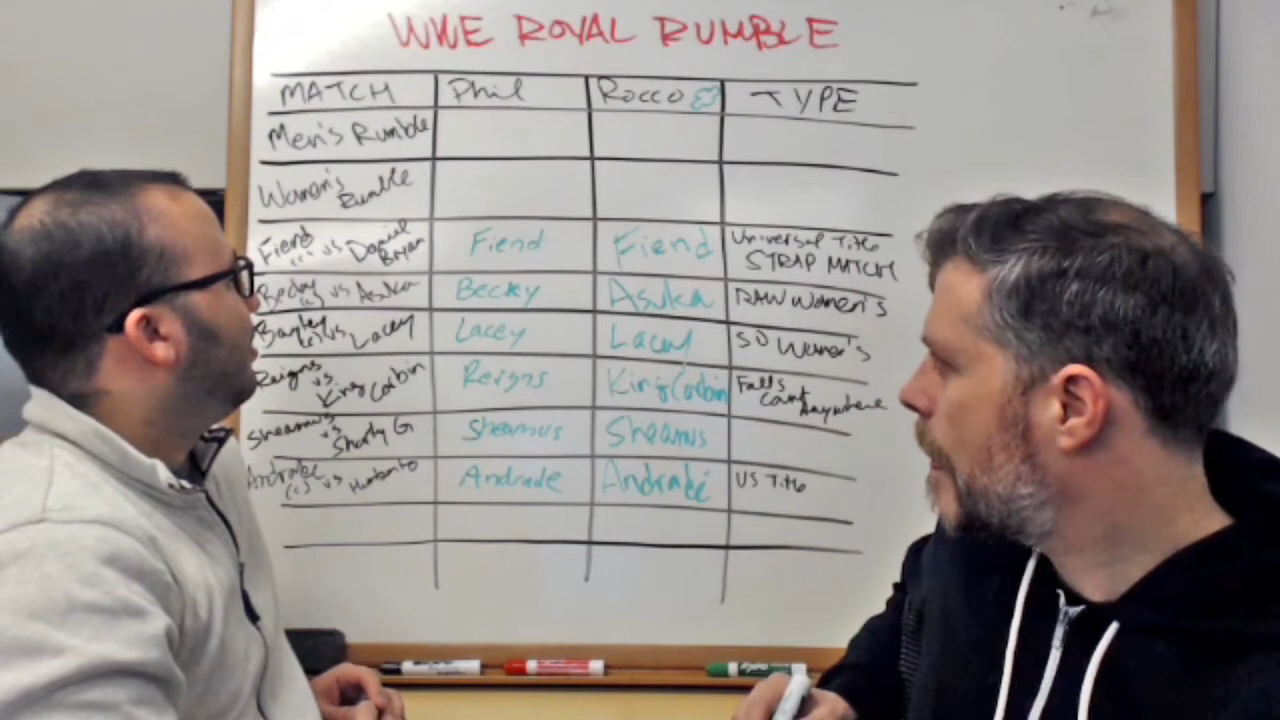 WWE ROYAL RUMBLE
MATCH Phil Rocco TYPE
Men's Rumble
Women's
Rumble
Fiend (c) vs Daniel
Bryan
Fiend
Fiend
Universal Title
STRAP MATCH
Becky (c) vs Asuka
Becky
Asuka
RAW Women's
Bayley (c) vs Lacey
Lacey
Lacey
SD Women's
Reigns
vs
King Corbin
Reigns
King Corbin
Falls
Count
Anywhere
Sheamus
vs
Shorty G
Sheamus
Sheamus
Andrade
(c) vs Humberto
Andrade
Andrade
US Title